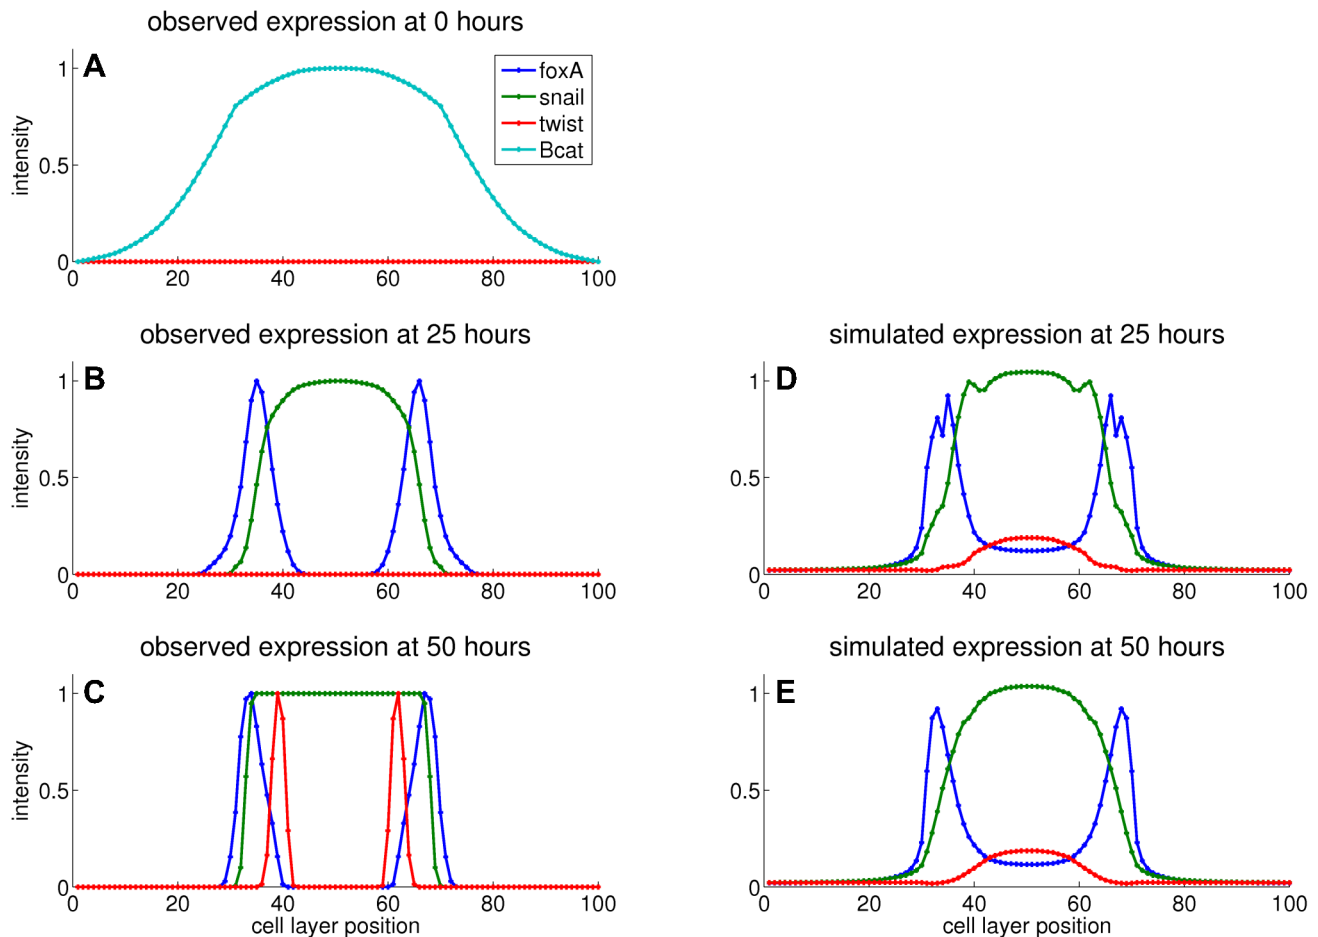 observed expression at 0 hours
A
foxA
snail
twist
Bcat
intensity
1
0.5
0
0 20 40 60 80 100
observed expression at 25 hours
B
intensity
1
0.5
0
0 20 40 60 80 100
simulated expression at 25 hours
D
1
0.5
0
0 20 40 60 80 100
observed expression at 50 hours
C
intensity
1
0.5
0
0 20 40 60 80 100
cell layer position
simulated expression at 50 hours
E
1
0.5
0
0 20 40 60 80 100
cell layer position